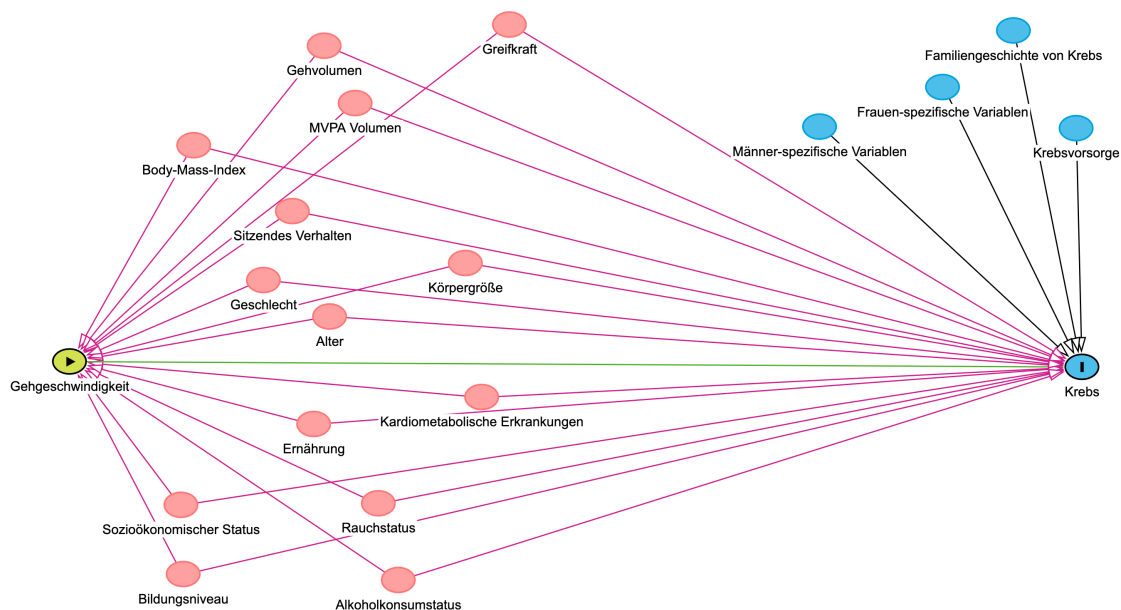 Greifkraft
Familiengeschichte von Krebs
Gehvolumen
Frauen-spezifische Variablen
MVPA Volumen
Männer-spezifische Variablen
Krebsvorsorge
Body-Mass-Index
Sitzendes Verhalten
Körpergröße
Geschlecht
Alter
Gehgeschwindigkeit
Krebs
Kardiometabolische Erkrankungen
Ernährung
Sozioökonomischer Status
Rauchstatus
Bildungsniveau
Alkoholkonsumstatus